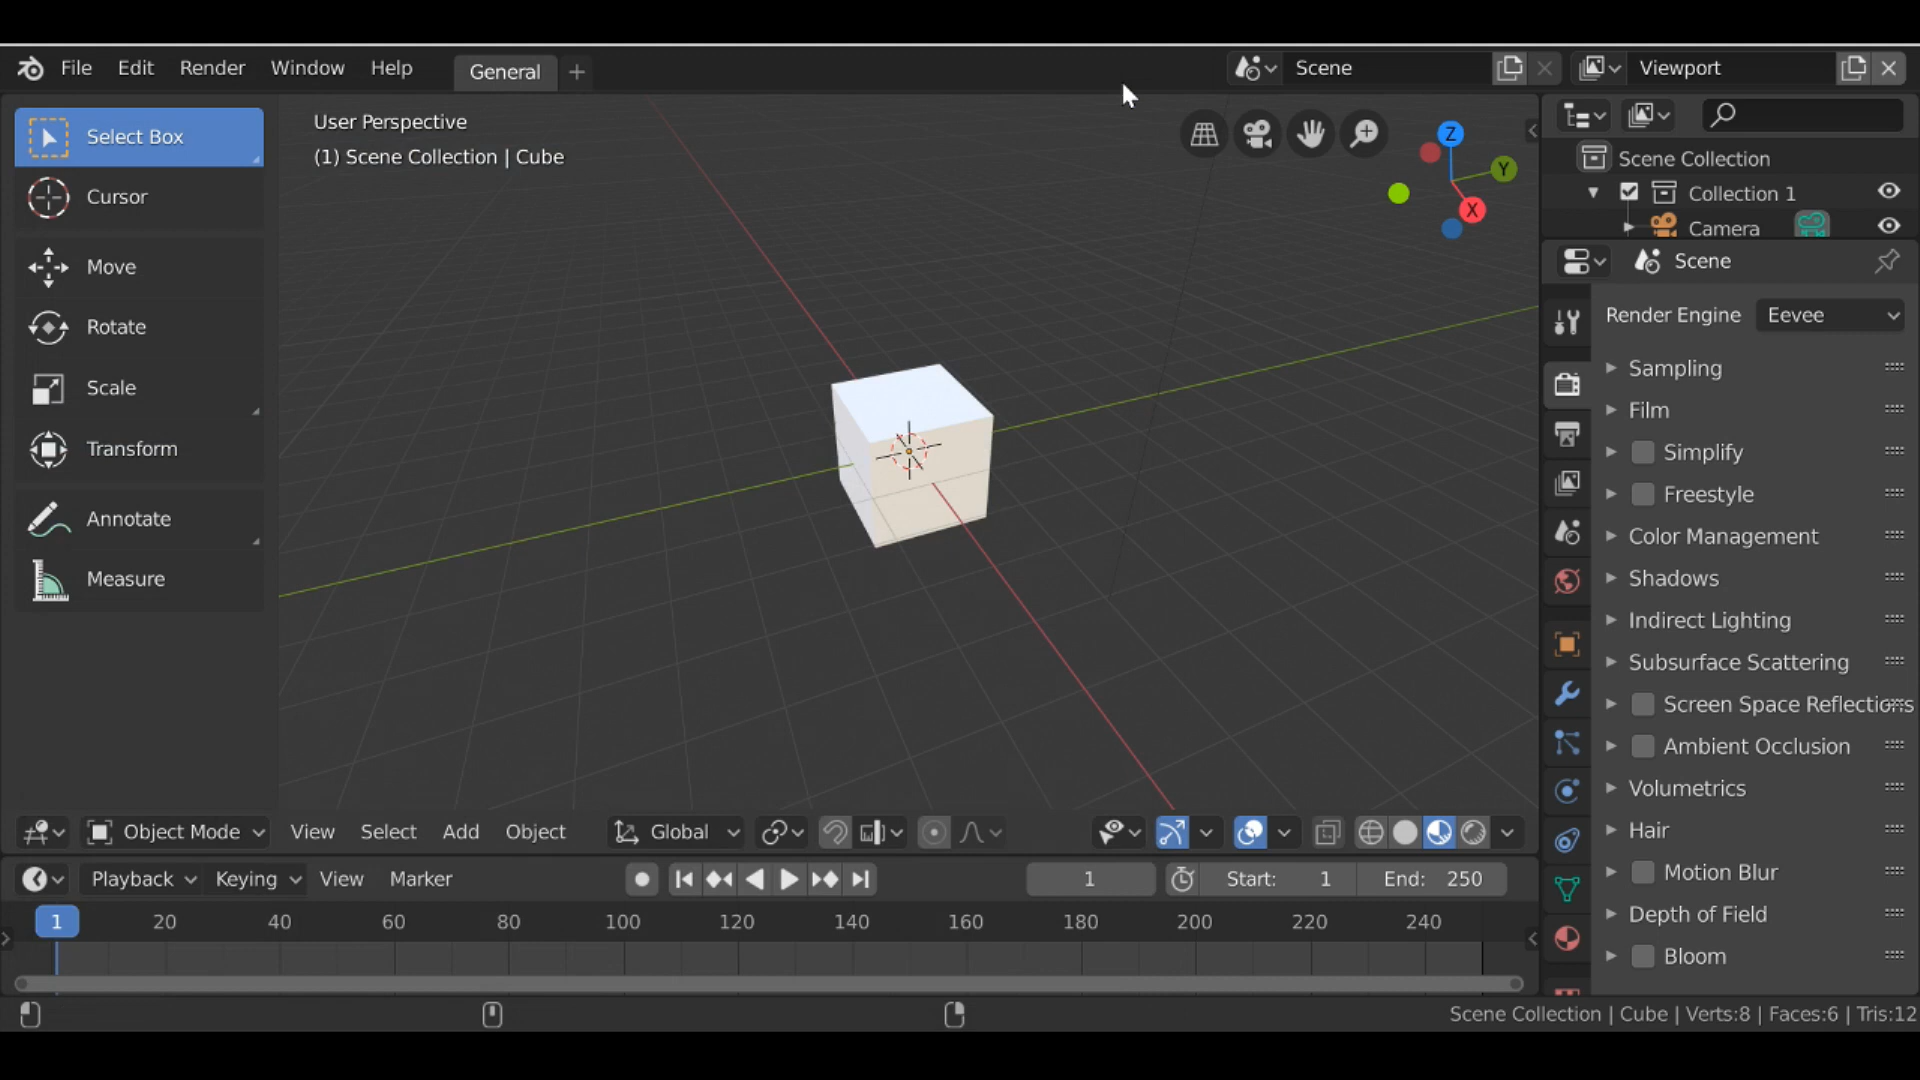 File Edit Render Window Help General + Scene Viewport
Select Box
Cursor
Move
Rotate
Scale
Transform
Annotate
Measure
User Perspective
(1) Scene Collection | Cube
Z
Y
X
Scene Collection
Collection 1
Camera
Scene
Render Engine Eevee
Sampling
Film
Simplify
Freestyle
Color Management
Shadows
Indirect Lighting
Subsurface Scattering
Screen Space Reflections
Ambient Occlusion
Volumetrics
Hair
Motion Blur
Depth of Field
Bloom
Object Mode View Select Add Object Global
Playback Keying View Marker 1 Start: 1 End: 250
1 20 40 60 80 100 120 140 160 180 200 220 240
Scene Collection | Cube | Verts:8 | Faces:6 | Tris:12